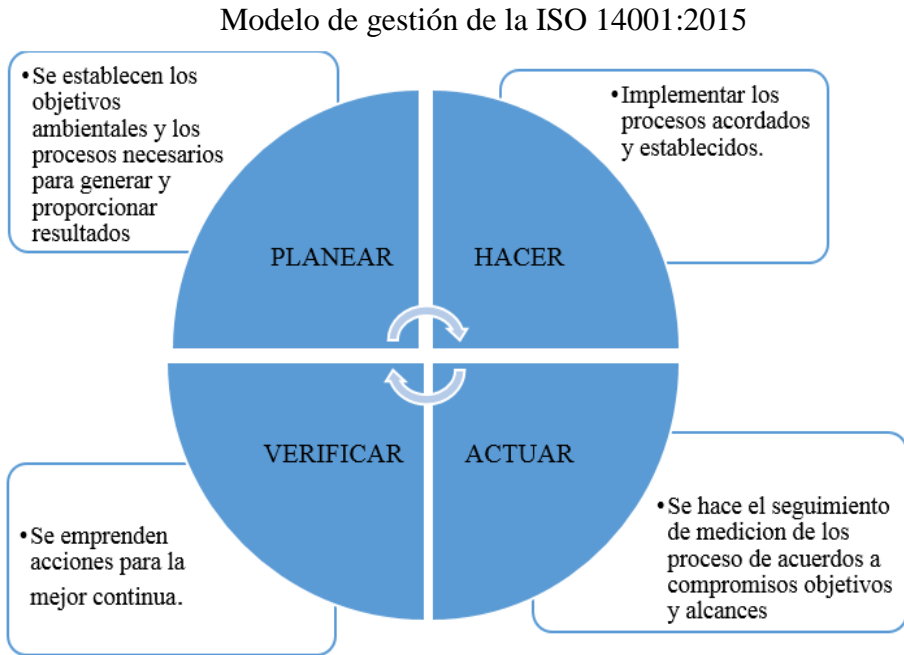 Modelo de gestión de la ISO 14001:2015
•Se establecen los
objetivos
ambientales y los
procesos necesarios
para generar y
proporcionar
resultados
•Implementar los
procesos acordados
y establecidos.
PLANEAR
HACER
VERIFICAR
ACTUAR
•Se emprenden
acciones para la
mejor continua.
•Se hace el seguimiento
de medicion de los
proceso de acuerdos a
compromisos objetivos
y alcances